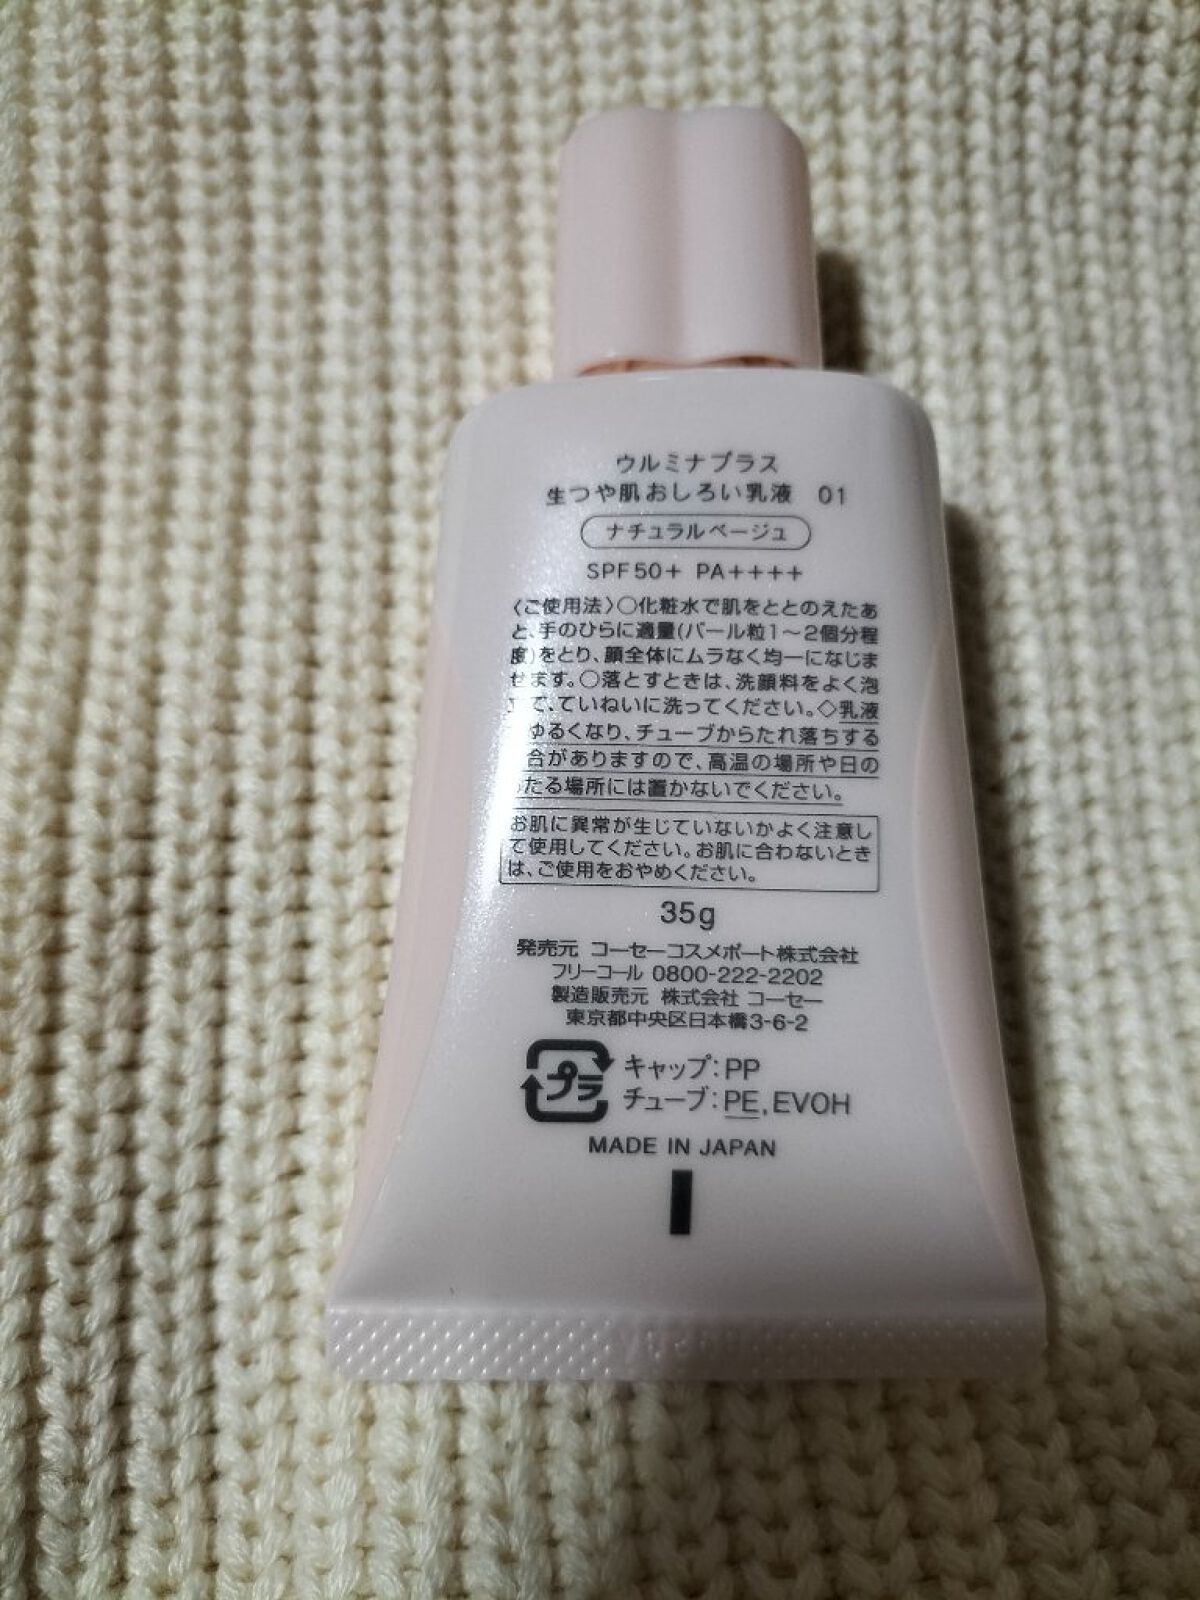 ウルミナプラス
生つや肌おしろい乳液 01
ナチュラルベージュ
SPF50+ PA++++
〈ご使用法〉○化粧水で肌をととのえたあ
と、手のひらに適量(パール粒1～2個分程
度)をとり、顔全体にムラなく均一になじま
せます。○落とすときは、洗顔料をよく泡
て、ていねいに洗ってください。◇乳液
ゆるくなり、チューブからたれ落ちする
合がありますので、高温の場所や日の
たる場所には置かないでください。
お肌に異常が生じていないかよく注意し
て使用してください。お肌に合わないとき
は、ご使用をおやめください。
35g
発売元 コーセーコスメポート株式会社
フリーコール 0800-222-2202
製造販売元 株式会社 コーセー
東京都中央区日本橋3-6-2
プラ キャップ:PP
チューブ:PE,EVOH
MADE IN JAPAN